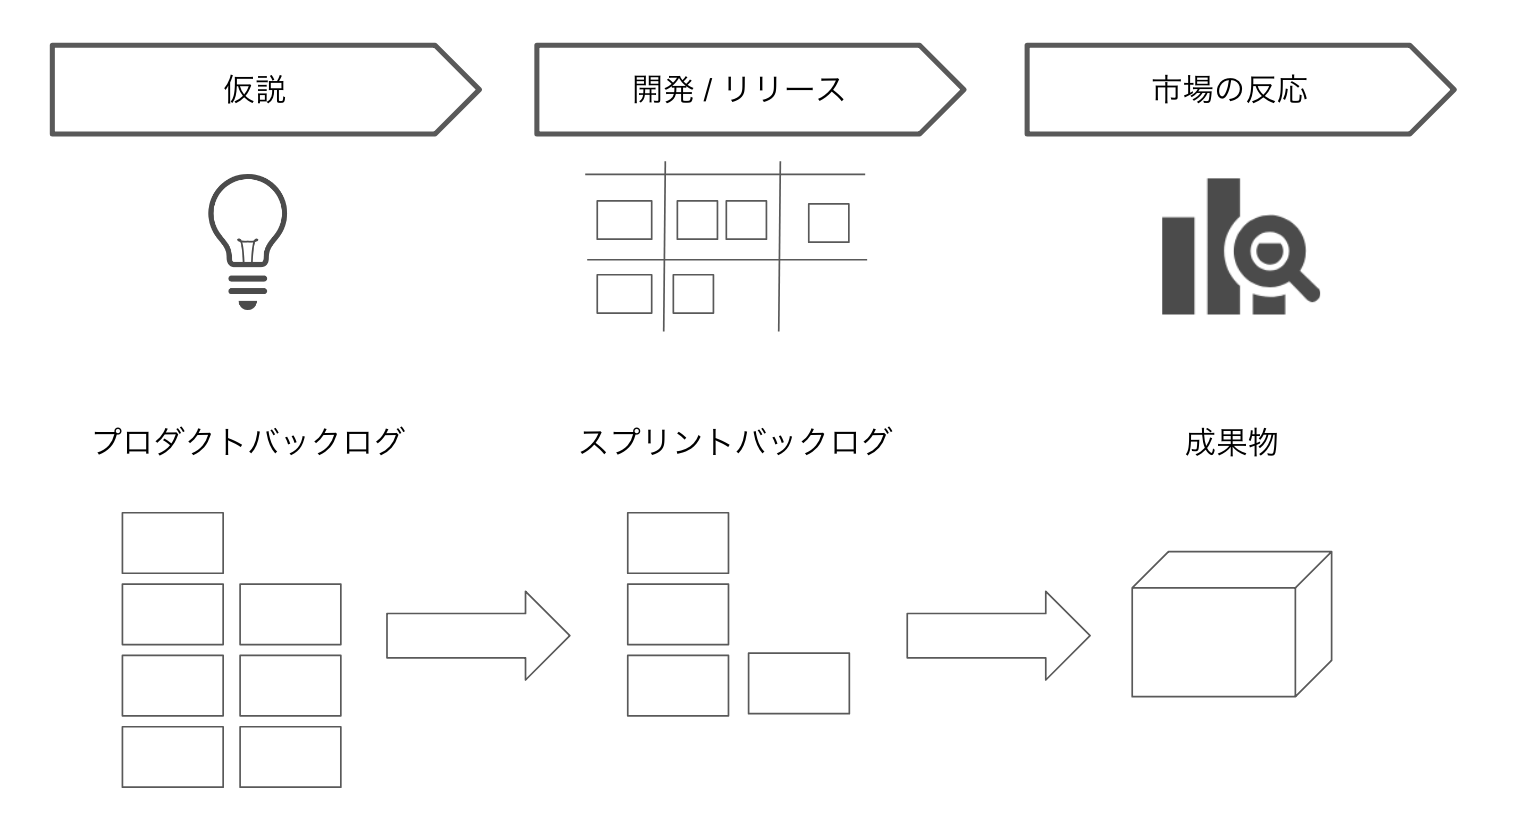 仮説
開発 / リリース
市場の反応
プロダクトバックログ
スプリントバックログ
成果物